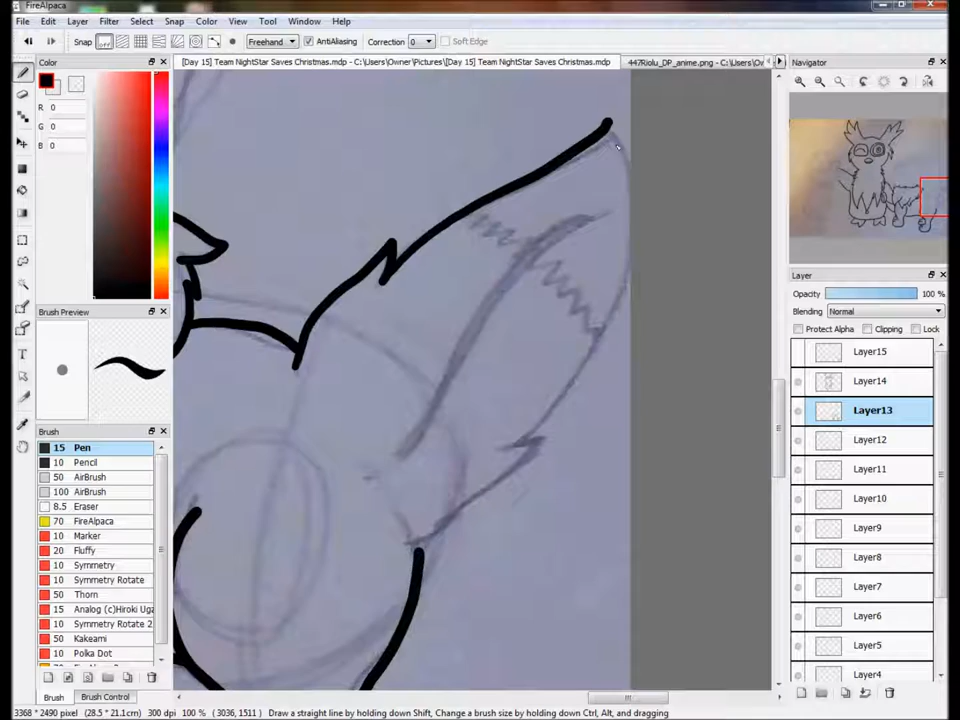 FireAlpaca
File Edit Layer Filter Select Snap Color View Tool Window Help
Snap off Freehand AntiAliasing Correction 0 Soft Edge
Color
[Day 15] Team NightStar Saves Christmas.mdp - C:\Users\Owner\Pictures\[Day 15] Team NightStar Saves Christmas.mdp
447Riolu_DP_anime.png - C:\Users\Ow
Navigator
R 0
G 0
B 0
Layer
Opacity 100 %
Blending Normal
Protect Alpha Clipping Lock
Brush Preview
Layer15
Layer14
Layer13
Layer12
Layer11
Layer10
Layer9
Layer8
Layer7
Layer6
Layer5
Layer4
Brush
15 Pen
10 Pencil
50 AirBrush
100 AirBrush
8.5 Eraser
70 FireAlpaca
10 Marker
20 Fluffy
10 Symmetry
10 Symmetry Rotate
50 Thorn
15 Analog (c)Hiroki Uga
10 Symmetry Rotate 2
50 Kakeami
10 Polka Dot
Brush Brush Control
3368 * 2490 pixel (28.5 * 21.1cm) 300 dpi 100 % (3036, 1511) Draw a straight line by holding down Shift, Change a brush size by holding down Ctrl, Alt, and dragging